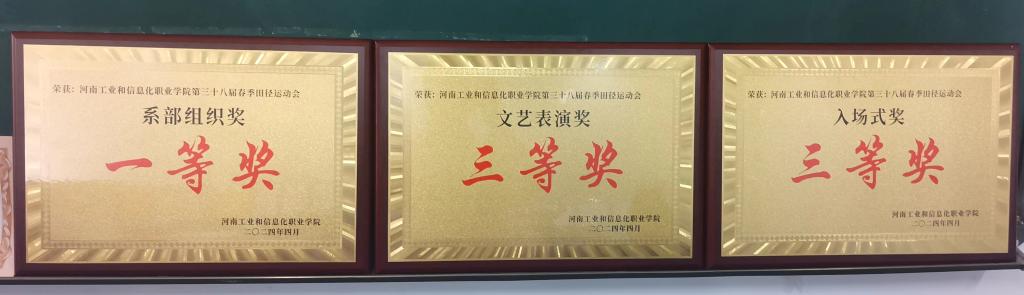 荣获：河南工业和信息化职业学院第三十八届春季田径运动会
系部组织奖
一等奖
河南工业和信息化职业学院
二〇二四年四月
荣获：河南工业和信息化职业学院第三十八届春季田径运动会
文艺表演奖
三等奖
河南工业和信息化职业学院
二〇二四年四月
荣获：河南工业和信息化职业学院第三十八届春季田径运动会
入场式奖
三等奖
河南工业和信息化职业学院
二〇二四年四月